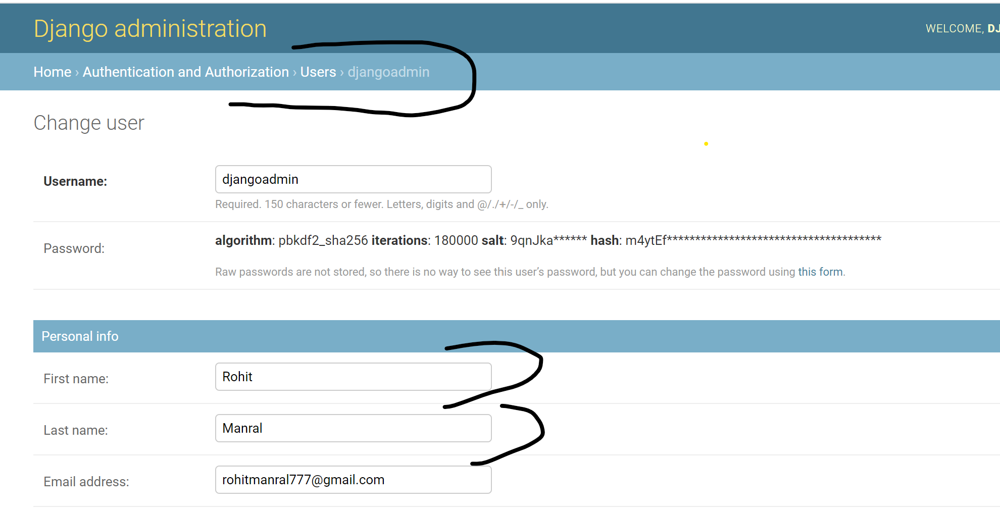 Django administration
WELCOME, DJ
Home › Authentication and Authorization › Users › djangoadmin
Change user
Username:
djangoadmin
Required. 150 characters or fewer. Letters, digits and @/./+/-/_ only.
Password:
algorithm: pbkdf2_sha256 iterations: 180000 salt: 9qnJka****** hash: m4ytEf**************************************
Raw passwords are not stored, so there is no way to see this user’s password, but you can change the password using this form.
Personal info
First name:
Rohit
Last name:
Manral
Email address:
rohitmanral777@gmail.com